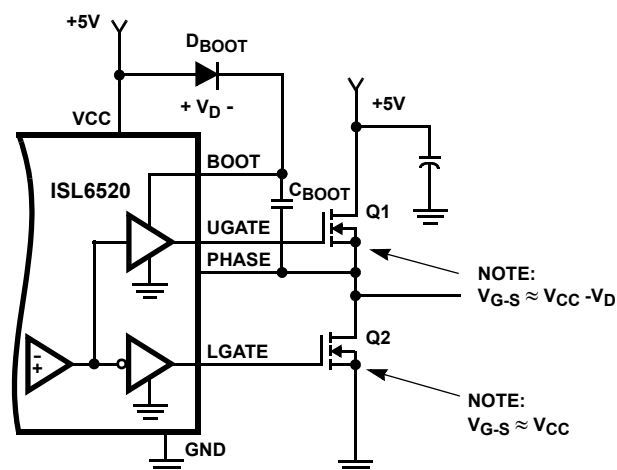 +5V
DBOOT
+ VD -
VCC
+5V
BOOT
ISL6520
CBOOT
Q1
UGATE
PHASE
NOTE:
VG-S ≈ VCC -VD
Q2
- +
LGATE
NOTE:
VG-S ≈ VCC
GND